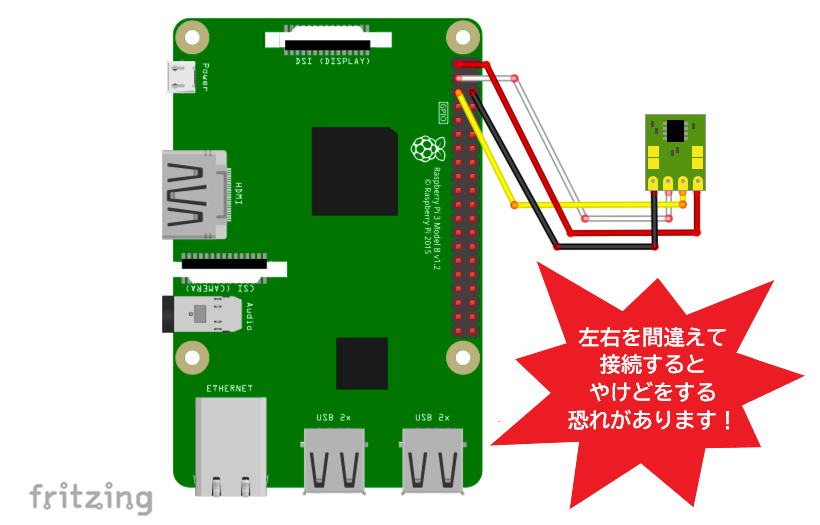 DSI (DISPLAY)
Power
GPIO
HDMI
Raspberry Pi 3 Model B v1.2
© Raspberry Pi 2015
CSI (CAMERA)
Audio
左右を間違えて
接続すると
やけどをする
恐れがあります！
ETHERNET
USB 2x
USB 2x
fritzing